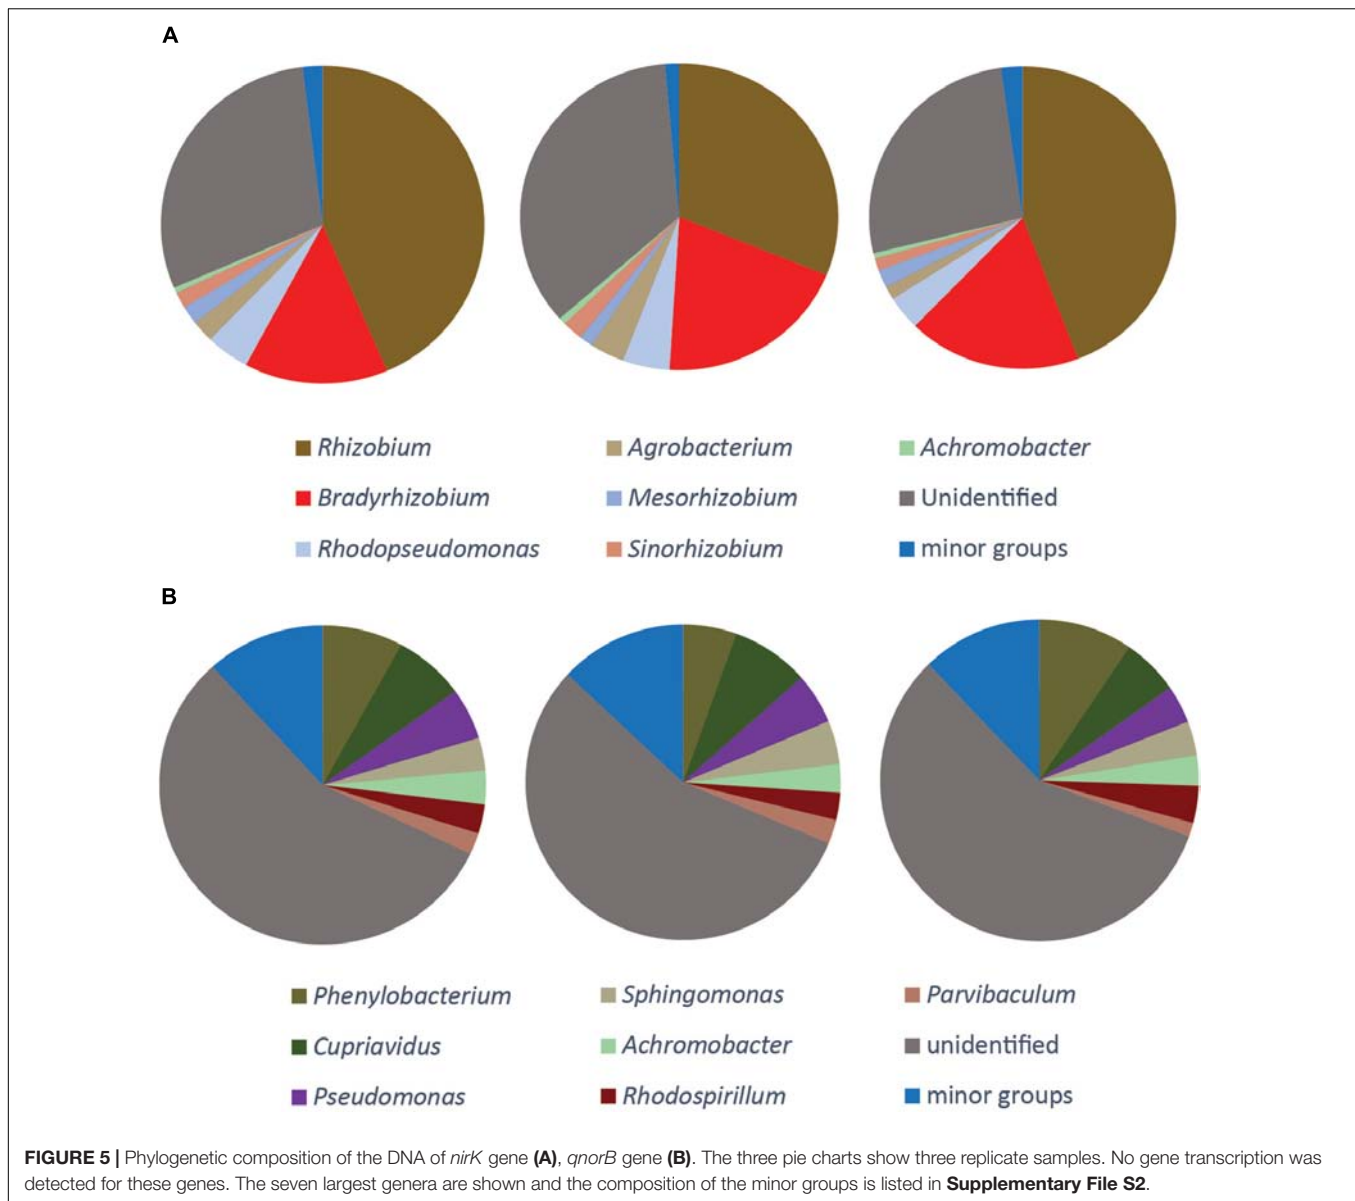 A
Rhizobium Agrobacterium Achromobacter
Bradyrhizobium Mesorhizobium Unidentified
Rhodopseudomonas Sinorhizobium minor groups
B
Phenylobacterium Sphingomonas Parvibaculum
Cupriavidus Achromobacter unidentified
Pseudomonas Rhodospirillum minor groups
FIGURE 5 | Phylogenetic composition of the DNA of nirK gene (A), qnorB gene (B). The three pie charts show three replicate samples. No gene transcription was
detected for these genes. The seven largest genera are shown and the composition of the minor groups is listed in Supplementary File S2.